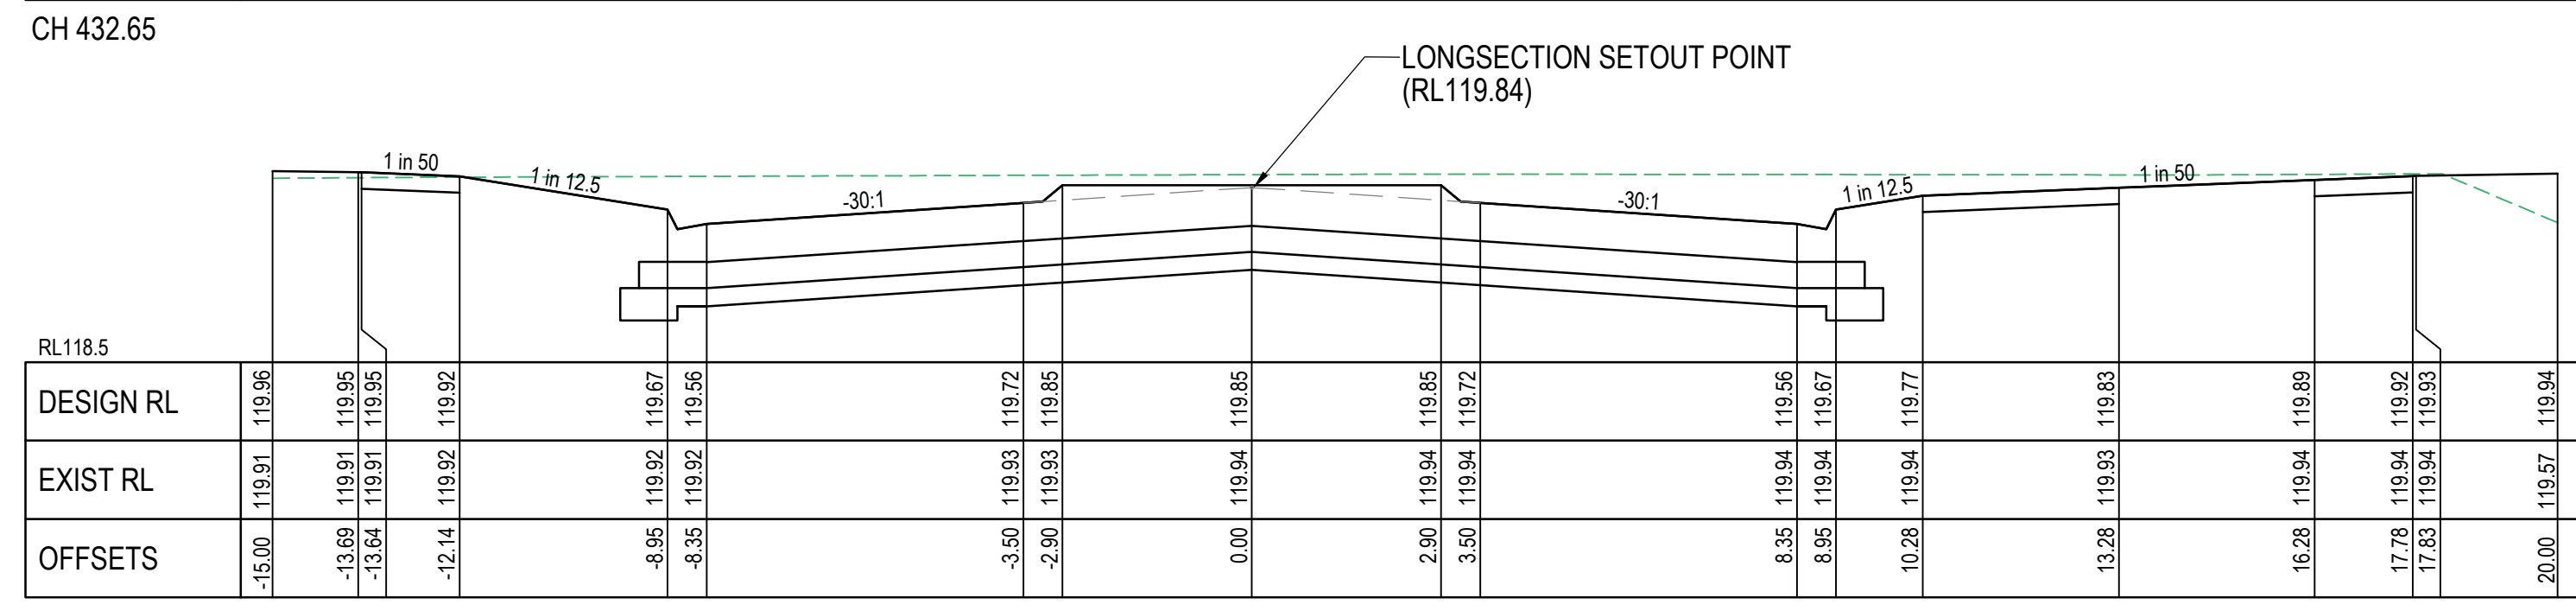 CH 432.65
LONGSECTION SETOUT POINT
(RL119.84)
1 in 50
1 in 12.5
-30:1
-30:1
1 in 12.5
1 in 50
RL118.5
DESIGN RL 119.96 119.95 119.95 119.92 119.67 119.56 119.72 119.85 119.85 119.85 119.72 119.56 119.67 119.77 119.83 119.89 119.92 119.93 119.94
EXIST RL 119.91 119.91 119.91 119.92 119.92 119.92 119.93 119.93 119.94 119.94 119.94 119.94 119.94 119.94 119.93 119.94 119.94 119.94 119.57
OFFSETS -15.00 -13.69 -13.64 -12.14 -8.95 -8.35 -3.50 -2.90 0.00 2.90 3.50 8.35 8.95 10.28 13.28 16.28 17.78 17.83 20.00